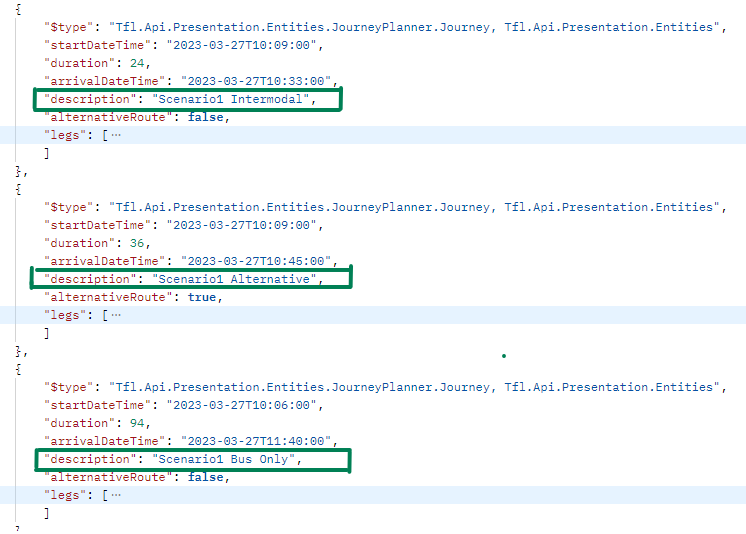 {
"$type": "Tfl.Api.Presentation.Entities.JourneyPlanner.Journey, Tfl.Api.Presentation.Entities",
"startDateTime": "2023-03-27T10:09:00",
"duration": 24,
"arrivalDateTime": "2023-03-27T10:33:00",
"description": "Scenario1 Intermodal",
"alternativeRoute": false,
"legs": [ ⋯
]
},
{
"$type": "Tfl.Api.Presentation.Entities.JourneyPlanner.Journey, Tfl.Api.Presentation.Entities",
"startDateTime": "2023-03-27T10:09:00",
"duration": 36,
"arrivalDateTime": "2023-03-27T10:45:00",
"description": "Scenario1 Alternative",
"alternativeRoute": true,
"legs": [ ⋯
]
},
{
"$type": "Tfl.Api.Presentation.Entities.JourneyPlanner.Journey, Tfl.Api.Presentation.Entities",
"startDateTime": "2023-03-27T10:06:00",
"duration": 94,
"arrivalDateTime": "2023-03-27T11:40:00",
"description": "Scenario1 Bus Only",
"alternativeRoute": false,
"legs": [ ⋯
]